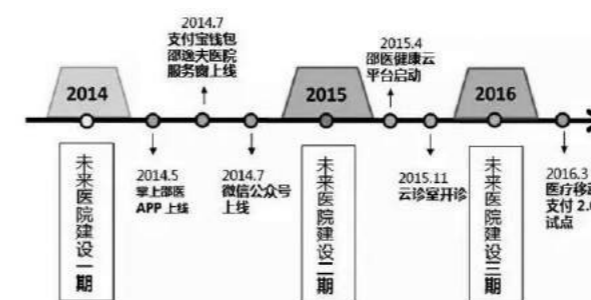 2014.7
支付宝钱包
邵逸夫医院
服务窗上线
2015.4
邵医健康云
平台启动
2014
2015
2016
未来医院建设一期
2014.5
掌上邵医
APP 上线
2014.7
微信公众号
上线
未来医院建设二期
2015.11
云诊室开诊
未来医院建设三期
2016.3
医疗移动
支付 2.0
试点